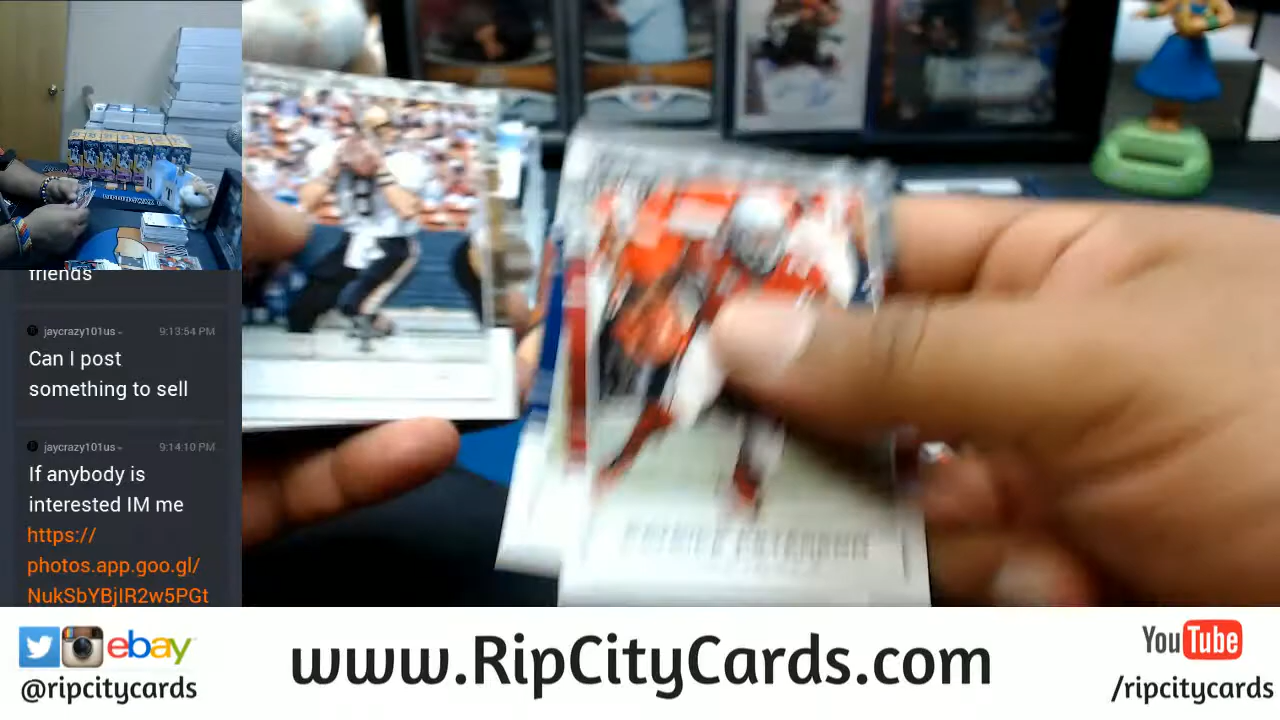 friends
jaycrazy101us
9:13:54 PM
Can I post
something to sell
jaycrazy101us
9:14:10 PM
If anybody is
interested IM me
https://
photos.app.goo.gl/
NukSbYBjIR2w5PGt
ebay
@ripcitycards
www.RipCityCards.com
YouTube
/ripcitycards